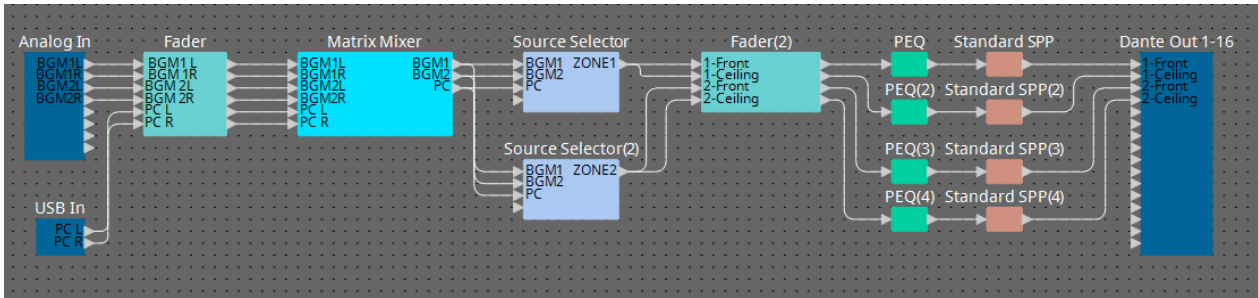 Analog In
BGM1L
BGM1R
BGM2L
BGM2R
USB In
PC L
PC R
Fader
BGM1 L
BGM 1R
BGM 2L
BGM 2R
PC L
PC R
Matrix Mixer
BGM1L
BGM1R
BGM2L
BGM2R
PC L
PC R
BGM1
BGM2
PC
Source Selector
BGM1 ZONE1
BGM2
PC
Source Selector(2)
BGM1 ZONE2
BGM2
PC
Fader(2)
1-Front
1-Ceiling
2-Front
2-Ceiling
PEQ
Standard SPP
PEQ(2)
Standard SPP(2)
PEQ(3)
Standard SPP(3)
PEQ(4)
Standard SPP(4)
Dante Out 1-16
1-Front
1-Ceiling
2-Front
2-Ceiling